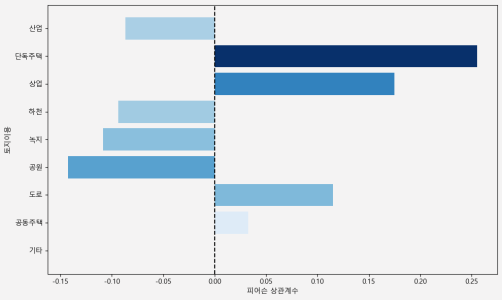 산업
단독주택
상업
하천
녹지
공원
도로
공동주택
기타
토지이용
-0.15 -0.10 -0.05 0.00 0.05 0.10 0.15 0.20 0.25
피어슨 상관계수